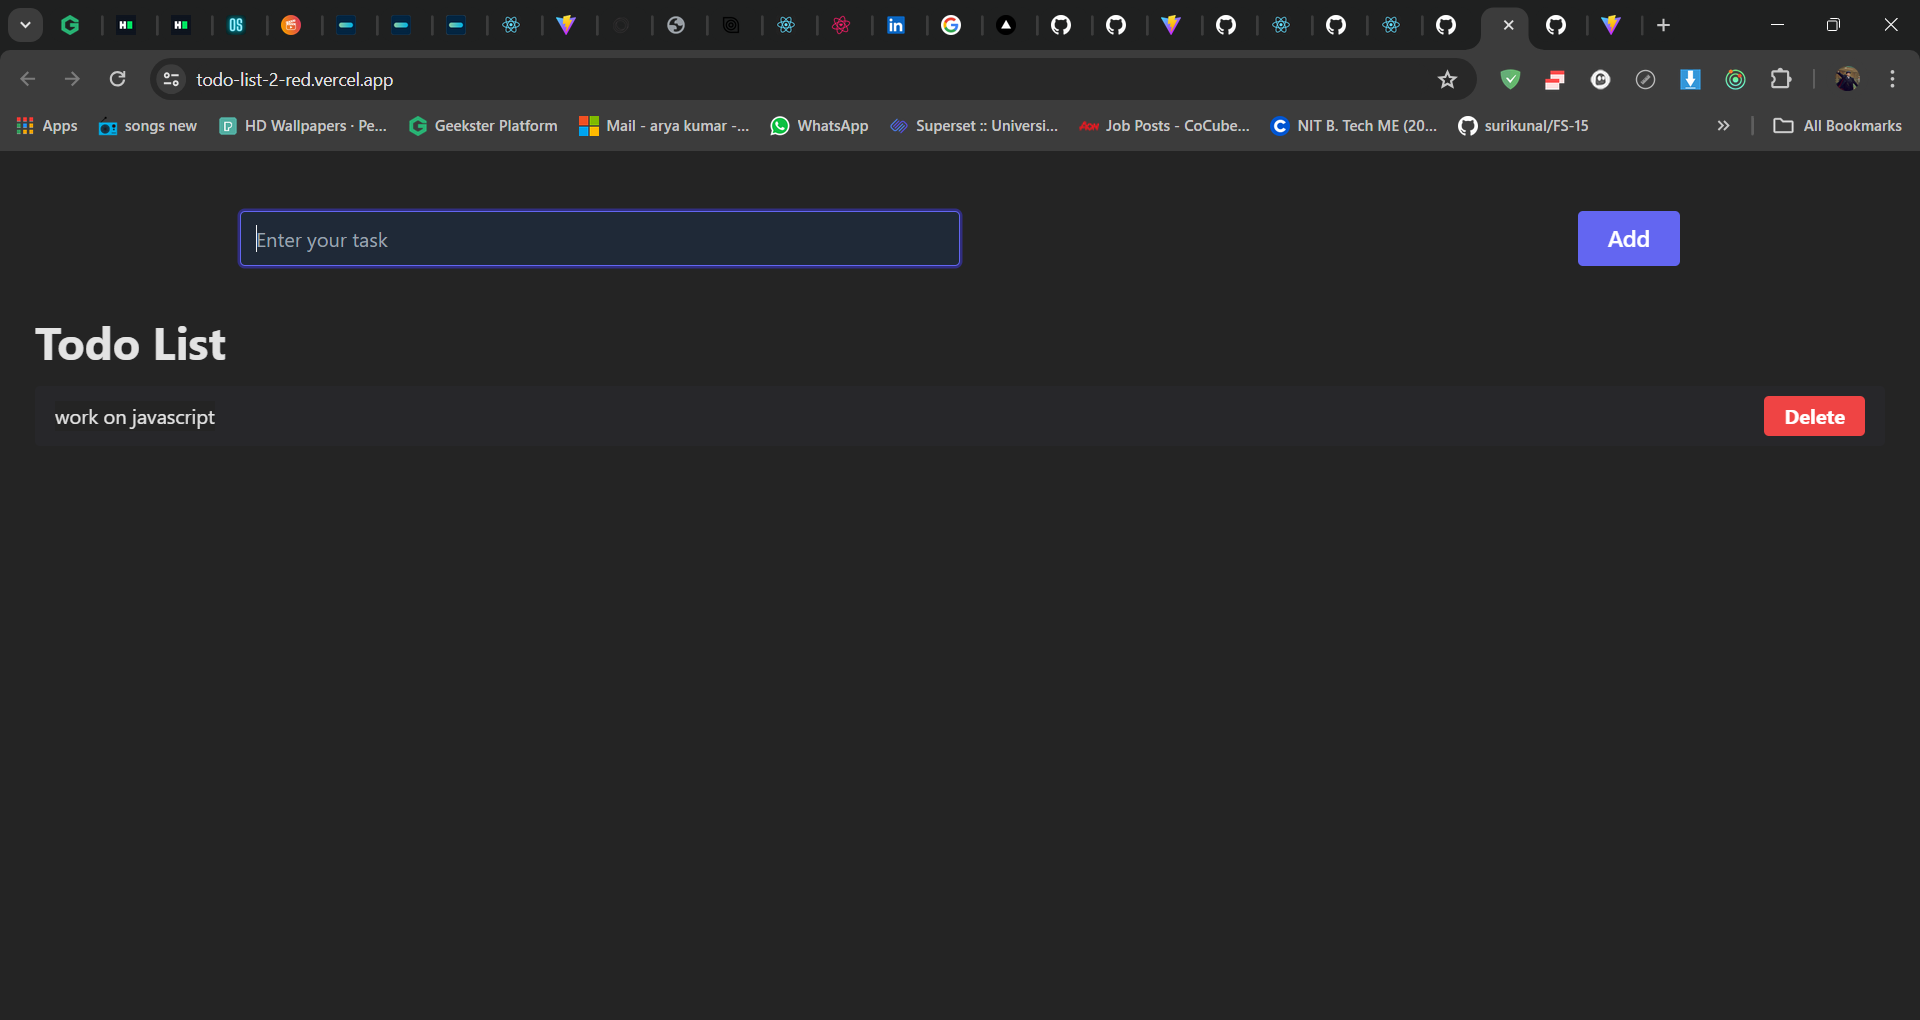 todo-list-2-red.vercel.app
Apps songs new HD Wallpapers · Pe... Geekster Platform Mail - arya kumar -... WhatsApp Superset :: Universi... Job Posts - CoCube... NIT B. Tech ME (20... surikunal/FS-15 » All Bookmarks
Enter your task Add
Todo List
work on javascript Delete